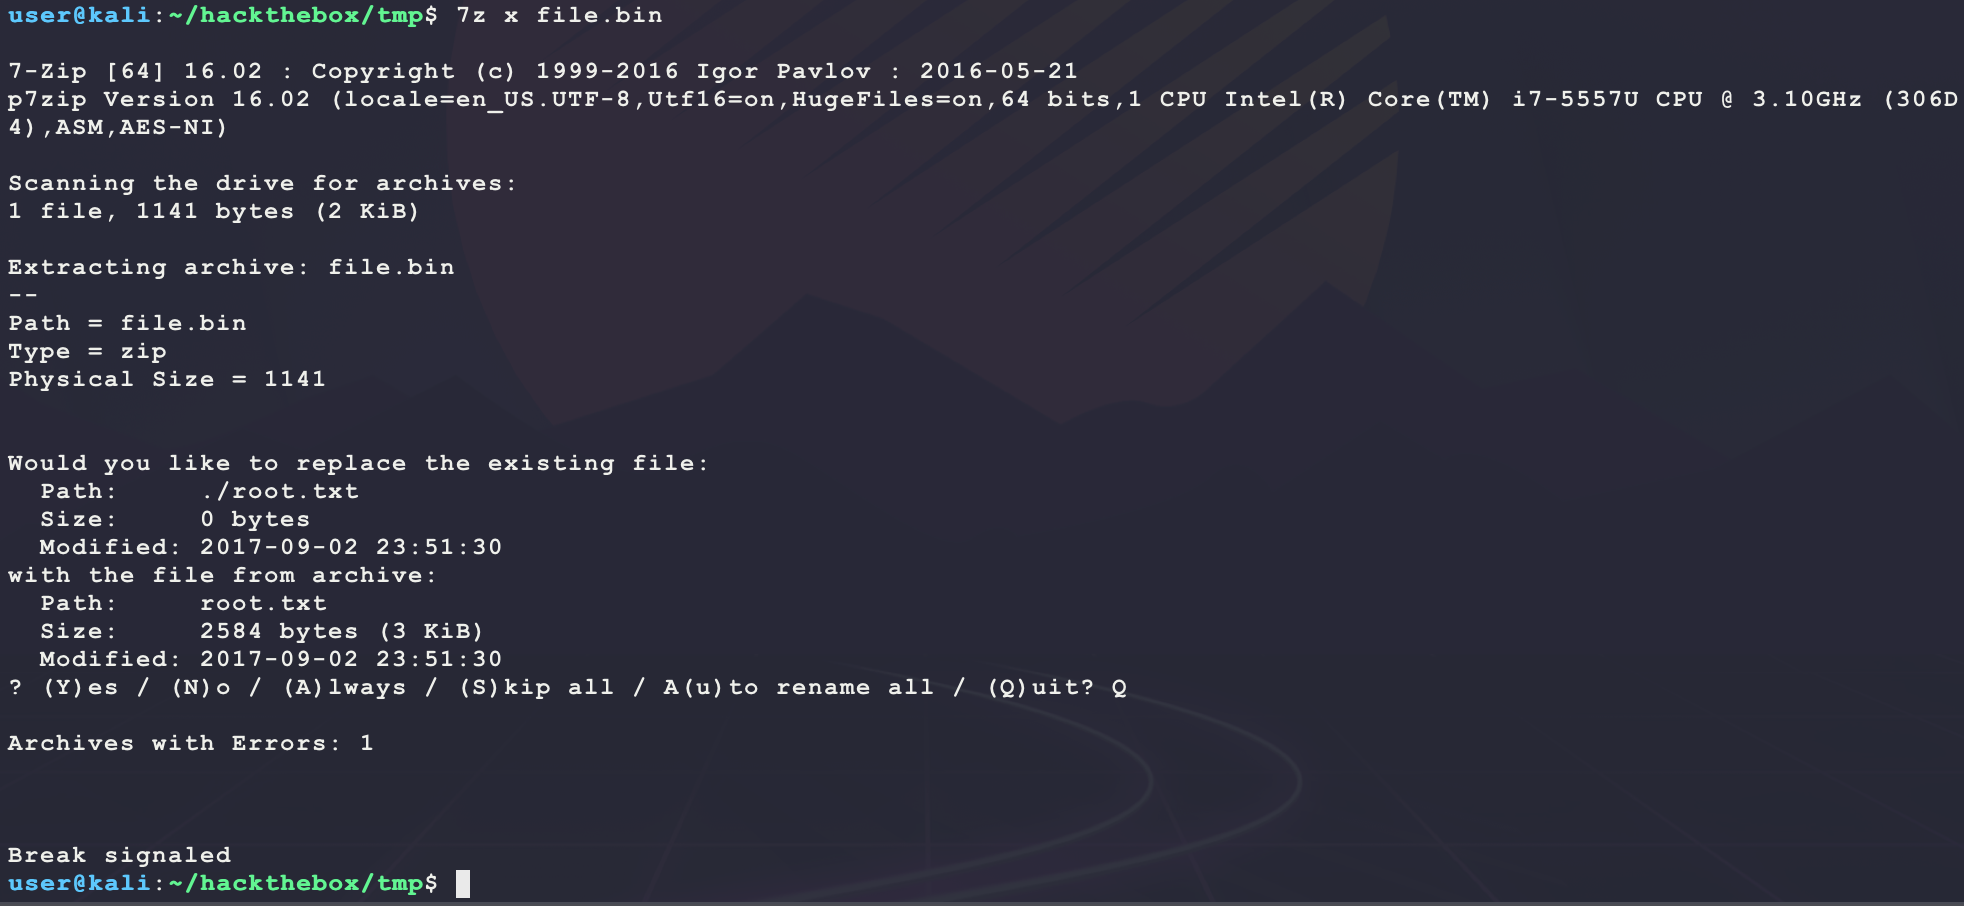 user@kali:~/hackthebox/tmp$ 7z x file.bin
7-Zip [64] 16.02 : Copyright (c) 1999-2016 Igor Pavlov : 2016-05-21
p7zip Version 16.02 (locale=en_US.UTF-8,Utf16=on,HugeFiles=on,64 bits,1 CPU Intel(R) Core(TM) i7-5557U CPU @ 3.10GHz (306D
4),ASM,AES-NI)
Scanning the drive for archives:
1 file, 1141 bytes (2 KiB)
Extracting archive: file.bin
--
Path = file.bin
Type = zip
Physical Size = 1141
Would you like to replace the existing file:
  Path:     ./root.txt
  Size:     0 bytes
  Modified: 2017-09-02 23:51:30
with the file from archive:
  Path:     root.txt
  Size:     2584 bytes (3 KiB)
  Modified: 2017-09-02 23:51:30
? (Y)es / (N)o / (A)lways / (S)kip all / A(u)to rename all / (Q)uit? Q
Archives with Errors: 1
Break signaled
user@kali:~/hackthebox/tmp$